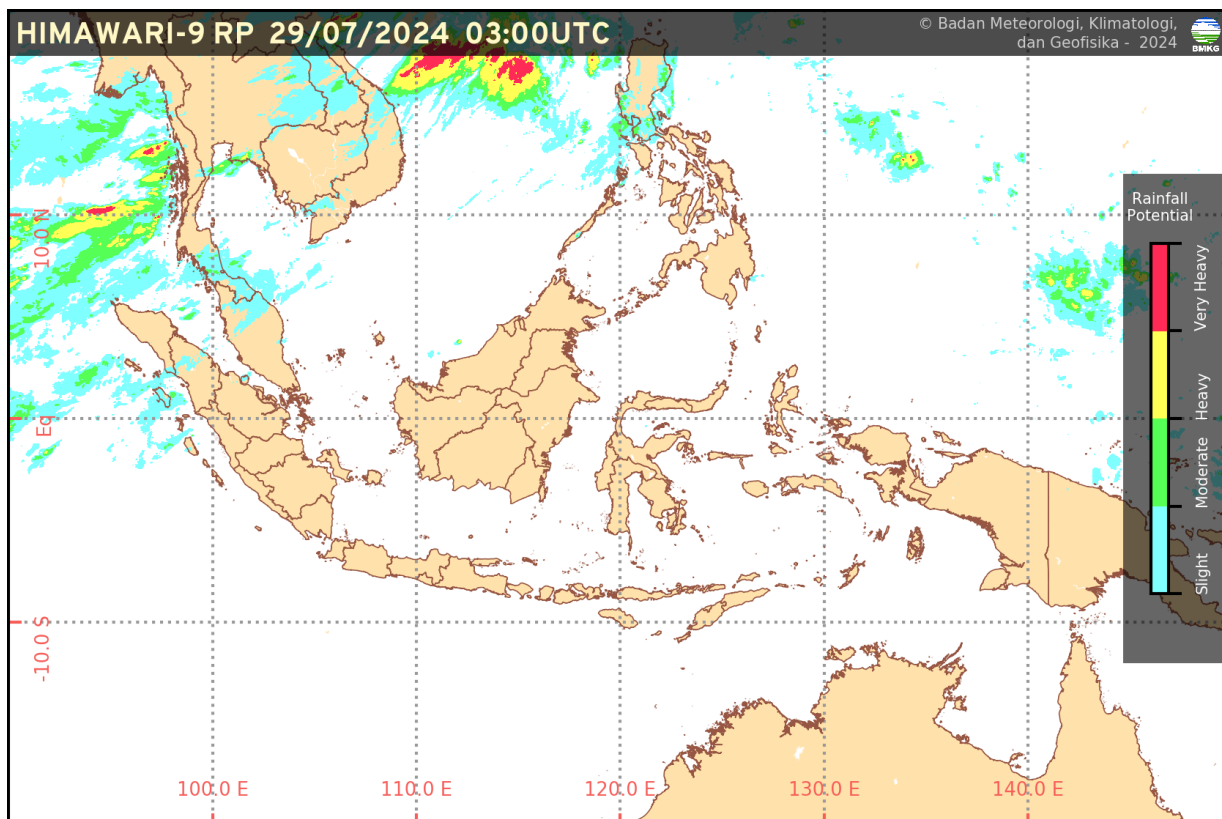 HIMAWARI-9 RP 29/07/2024 03:00UTC
© Badan Meteorologi, Klimatologi,
dan Geofisika - 2024
BMKG
Rainfall
Potential
Very Heavy
Heavy
Moderate
Slight
10.0 N
Eq
-10.0 S
100.0 E
110.0 E
120.0 E
130.0 E
140.0 E